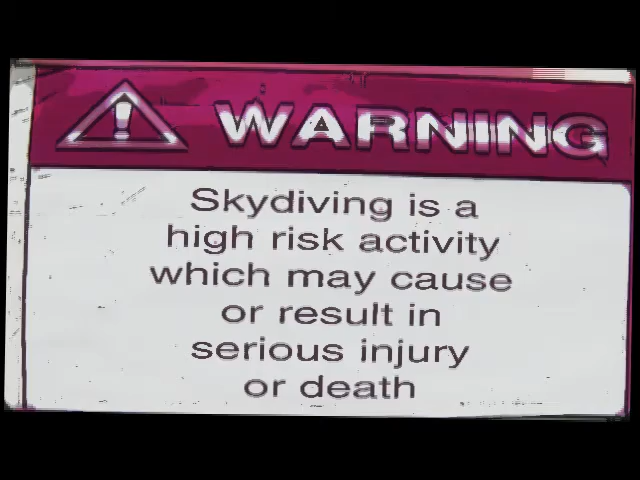 WARNING
Skydiving is a
high risk activity
which may cause
or result in
serious injury
or death